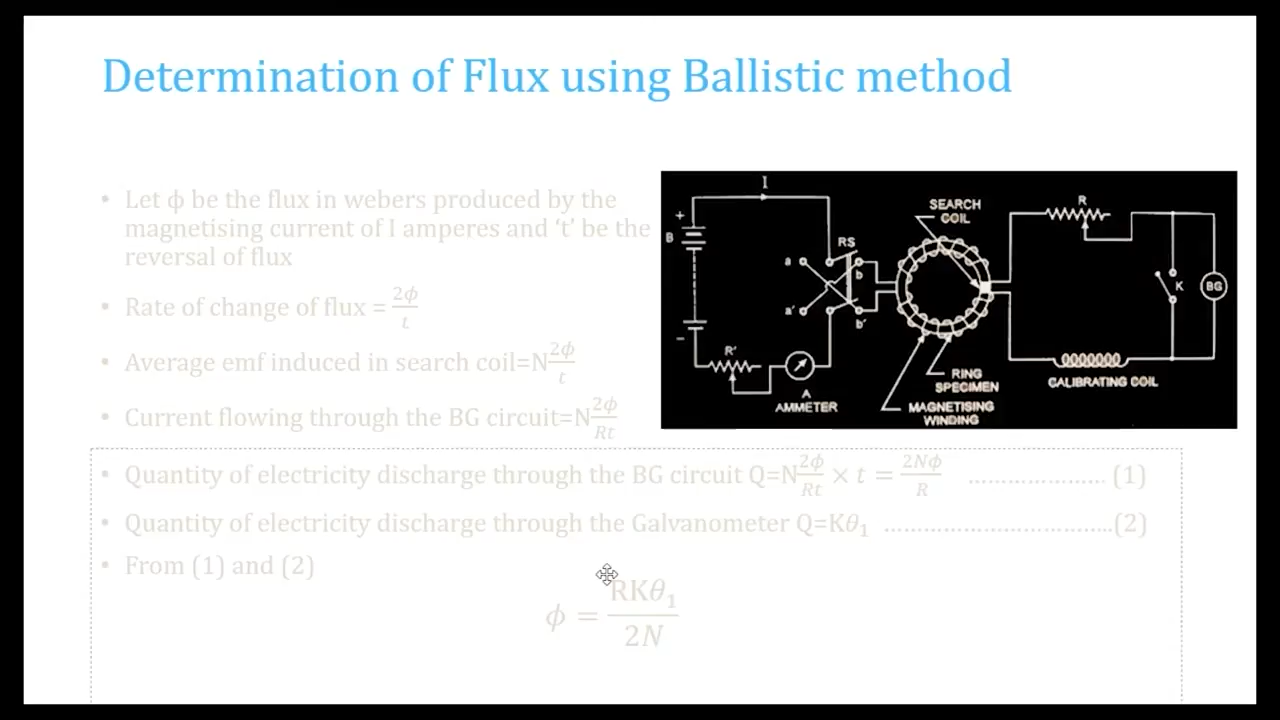 Determination of Flux using Ballistic method
• Let ϕ be the flux in webers produced by the
magnetising current of I amperes and ‘t’ be the
reversal of flux
• Rate of change of flux = 2ϕ/t
• Average emf induced in search coil=N 2ϕ/t
• Current flowing through the BG circuit=N 2ϕ/Rt
• Quantity of electricity discharge through the BG circuit Q=N 2ϕ/Rt × t = 2Nϕ/R ………………… (1)
• Quantity of electricity discharge through the Galvanometer Q=Kθ₁ ……………………………..(2)
• From (1) and (2)
ϕ = RKθ₁/2N
I
+
B
−
RS
a
a'
b
b'
R'
A
AMMETER
SEARCH
COIL
RING
SPECIMEN
MAGNETISING
WINDING
R
K
BG
CALIBRATING COIL